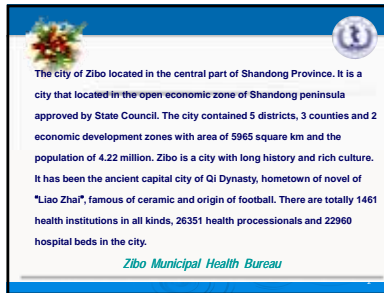 The city of Zibo located in the central part of Shandong Province. It is a
city that located in the open economic zone of Shandong peninsula
approved by State Council. The city contained 5 districts, 3 counties and 2
economic development zones with area of 5965 square km and the
population of 4.22 million. Zibo is a city with long history and rich culture.
It has been the ancient capital city of Qi Dynasty, hometown of novel of
"Liao Zhai", famous of ceramic and origin of football. There are totally 1461
health institutions in all kinds, 26351 health processionals and 22960
hospital beds in the city.
Zibo Municipal Health Bureau